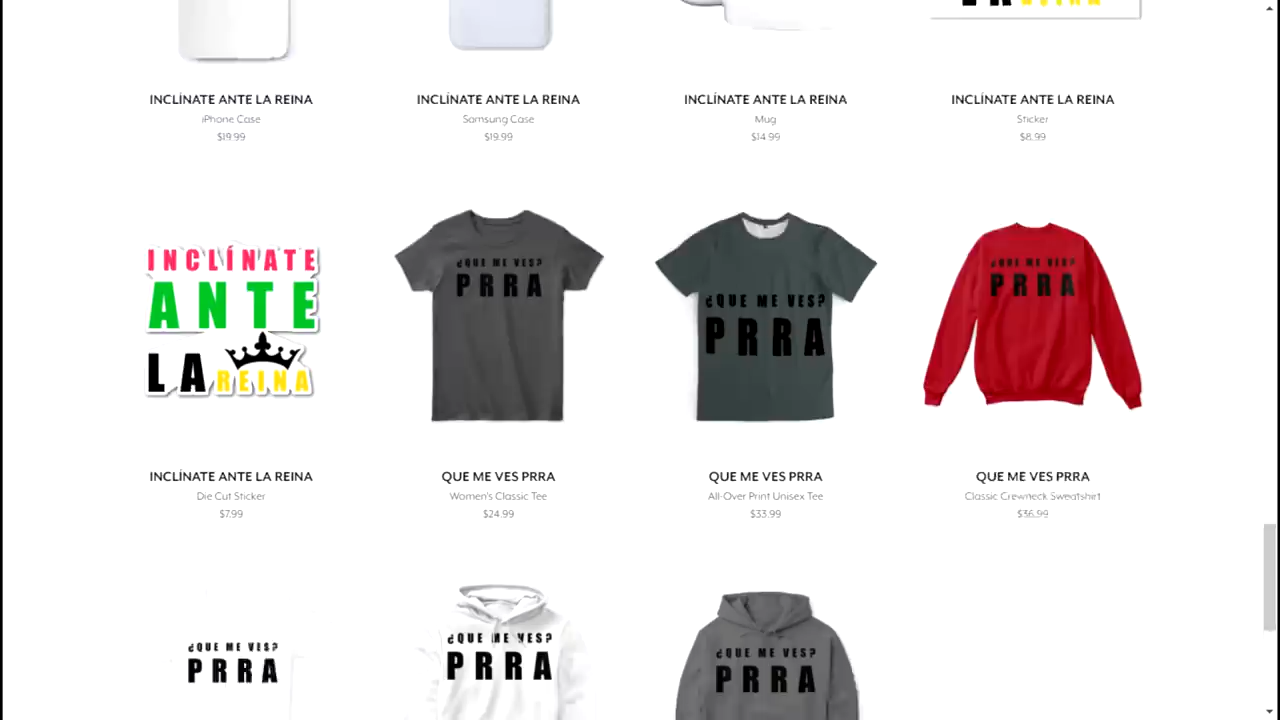 REINA
INCLÍNATE ANTE LA REINA
iPhone Case
$19.99
INCLÍNATE ANTE LA REINA
Samsung Case
$19.99
INCLÍNATE ANTE LA REINA
Mug
$14.99
INCLÍNATE ANTE LA REINA
Sticker
$8.99
INCLÍNATE
ANTE
LA REINA
¿QUE ME VES?
PRRA
¿QUE ME VES?
PRRA
¿QUE ME VES?
PRRA
INCLÍNATE ANTE LA REINA
Die Cut Sticker
$7.99
QUE ME VES PRRA
Women's Classic Tee
$24.99
QUE ME VES PRRA
All-Over Print Unisex Tee
$33.99
QUE ME VES PRRA
Classic Crewneck Sweatshirt
$36.99
¿QUE ME VES?
PRRA
¿QUE ME VES?
PRRA
¿QUE ME VES?
PRRA